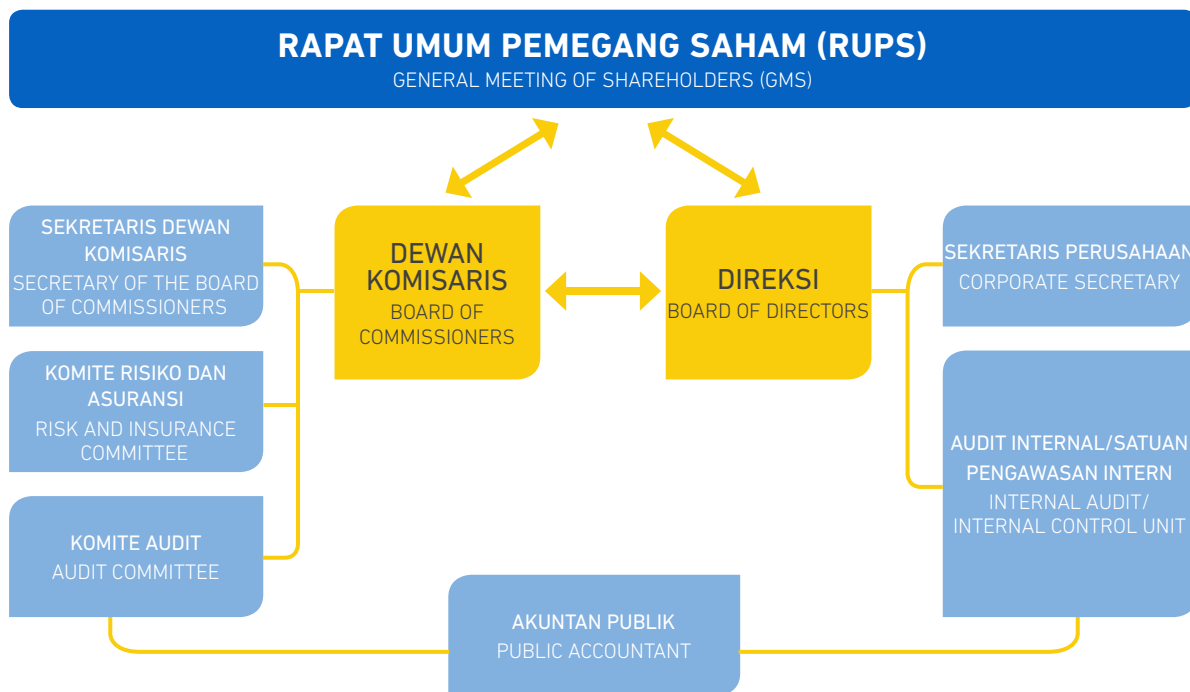 RAPAT UMUM PEMEGANG SAHAM (RUPS)
GENERAL MEETING OF SHAREHOLDERS (GMS)
SEKRETARIS DEWAN
KOMISARIS
SECRETARY OF THE BOARD
OF COMMISSIONERS
KOMITE RISIKO DAN
ASURANSI
RISK AND INSURANCE
COMMITTEE
KOMITE AUDIT
AUDIT COMMITTEE
DEWAN
KOMISARIS
BOARD OF
COMMISSIONERS
DIREKSI
BOARD OF DIRECTORS
SEKRETARIS PERUSAHAAN
CORPORATE SECRETARY
AUDIT INTERNAL/SATUAN
PENGAWASAN INTERN
INTERNAL AUDIT/
INTERNAL CONTROL UNIT
AKUNTAN PUBLIK
PUBLIC ACCOUNTANT